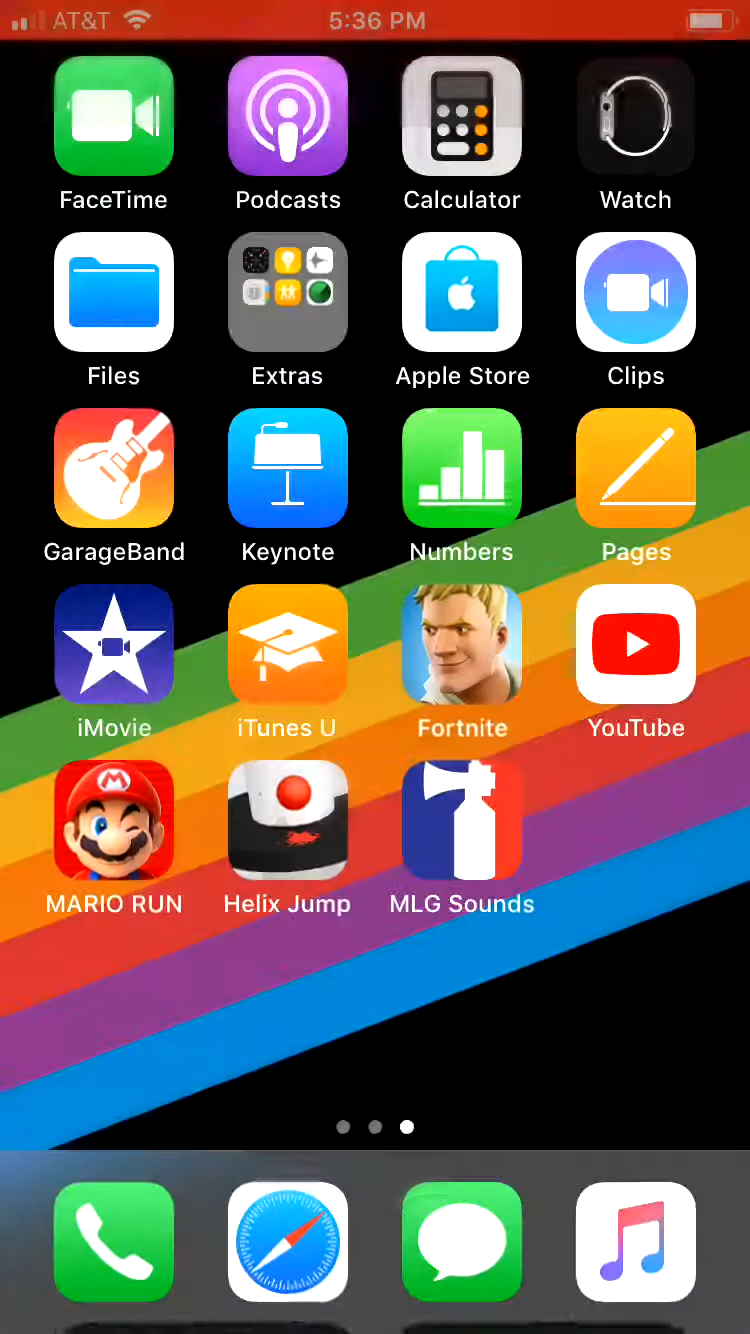 AT&T 5:36 PM
FaceTime Podcasts Calculator Watch
Files Extras Apple Store Clips
GarageBand Keynote Numbers Pages
iMovie iTunes U Fortnite YouTube
M
MARIO RUN Helix Jump MLG Sounds